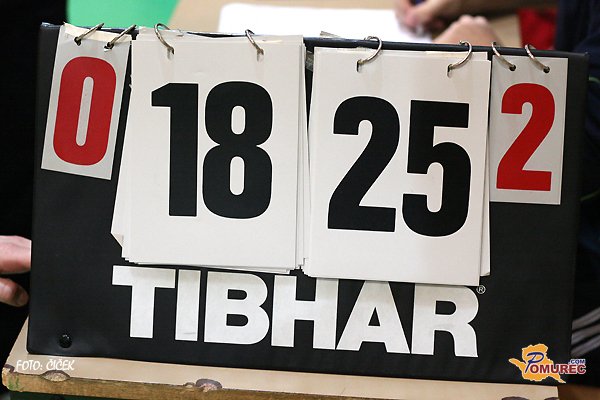 0 18 25 2
TIBHAR®
FOTO: ČIČEK
POMUREC.COM